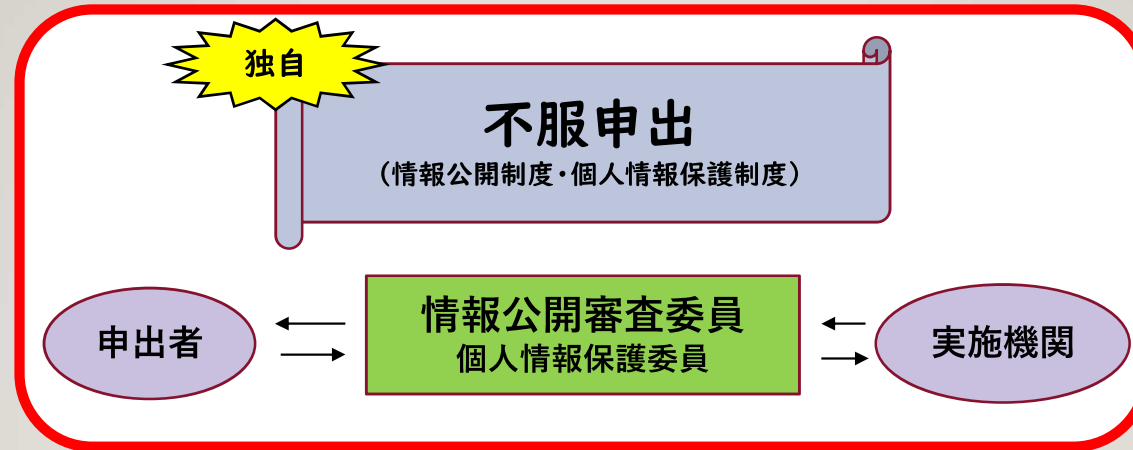 独自
不服申出
（情報公開制度・個人情報保護制度）
申出者
情報公開審査委員
個人情報保護委員
実施機関